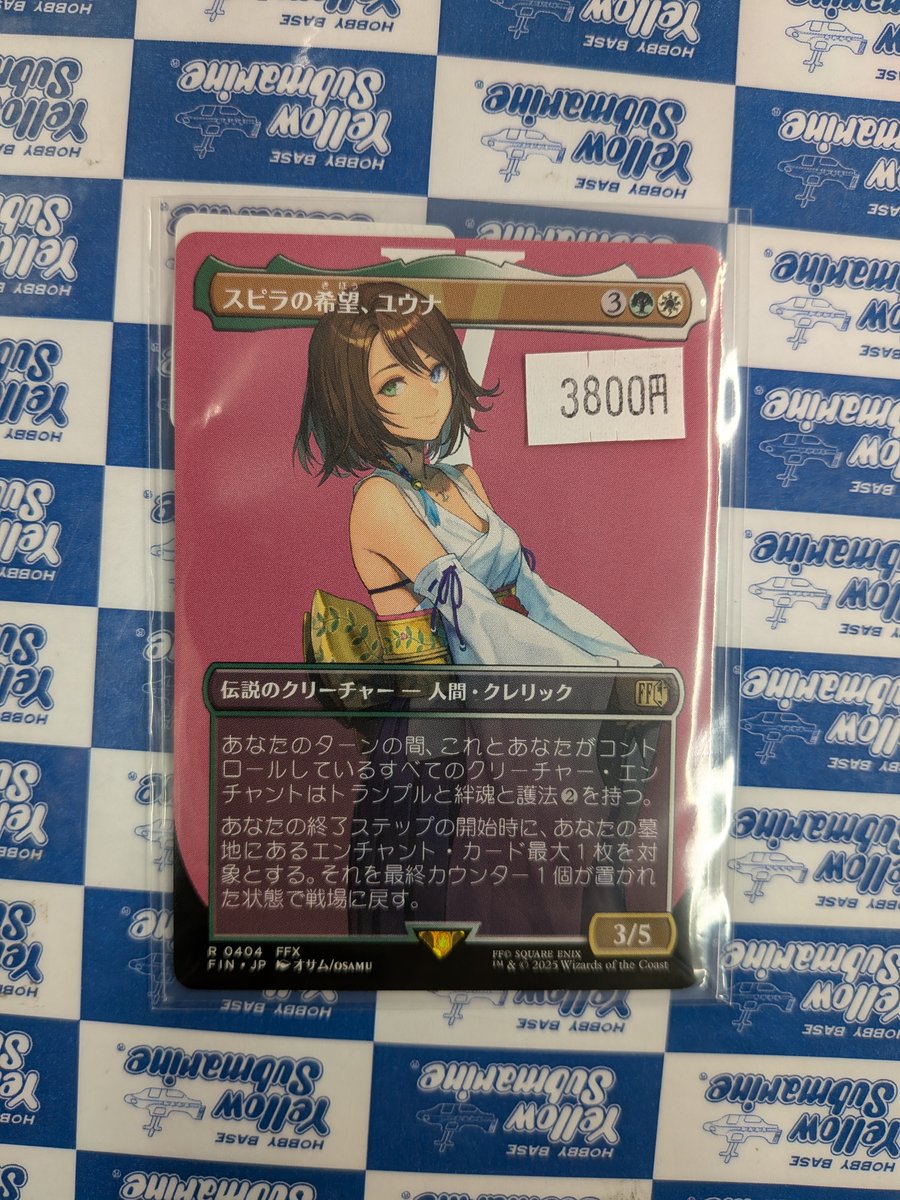 スピラの希望、ユウナ
きぼう
3
3800円
伝説のクリーチャー ― 人間・クレリック
FFX
あなたのターンの間、これとあなたがコント
ロールしているすべてのクリーチャー・エン
チャントはトランプルと絆魂と護法2を持つ。
あなたの終了ステップの開始時に、あなたの墓
地にあるエンチャント・カード最大1枚を対
象とする。それを最終カウンター1個が置かれ
た状態で戦場に戻す。
3/5
R 0404 FFX
FIN・JP オサム/OSAMU
FF© SQUARE ENIX
™ & © 2025 Wizards of the Coast
HOBBY BASE
Yellow
Submarine